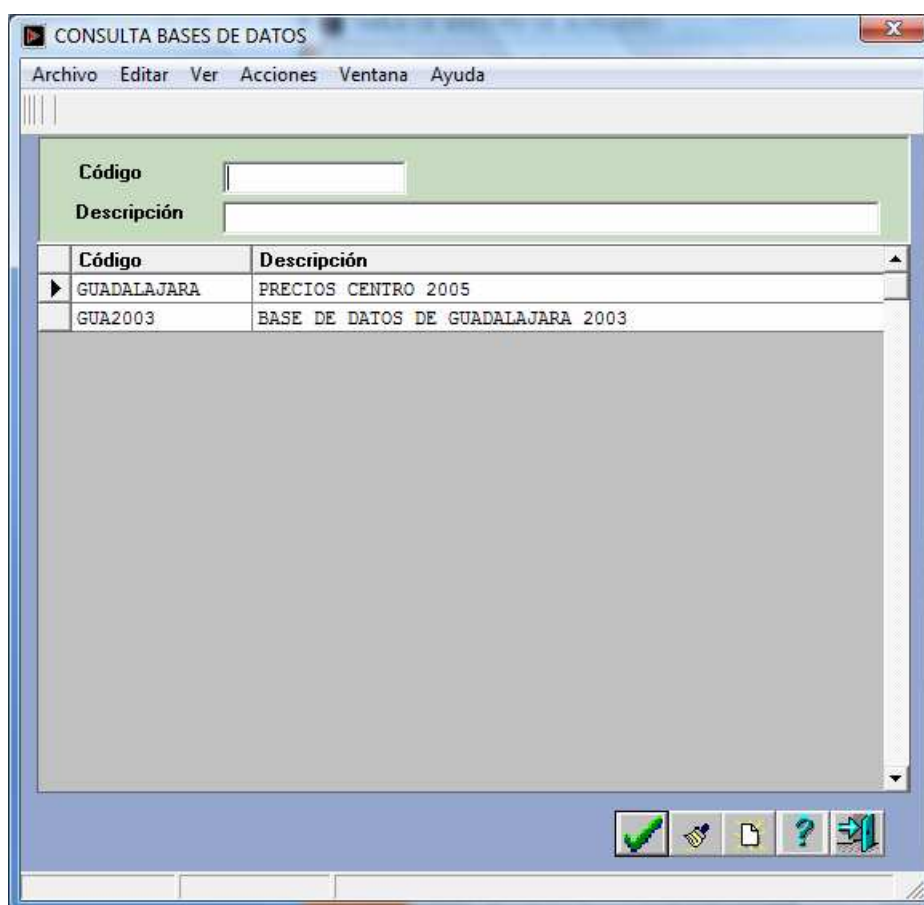 CONSULTA BASES DE DATOS
Archivo Editar Ver Acciones Ventana Ayuda
Código
Descripción
Código Descripción
GUADALAJARA PRECIOS CENTRO 2005
GUA2003 BASE DE DATOS DE GUADALAJARA 2003